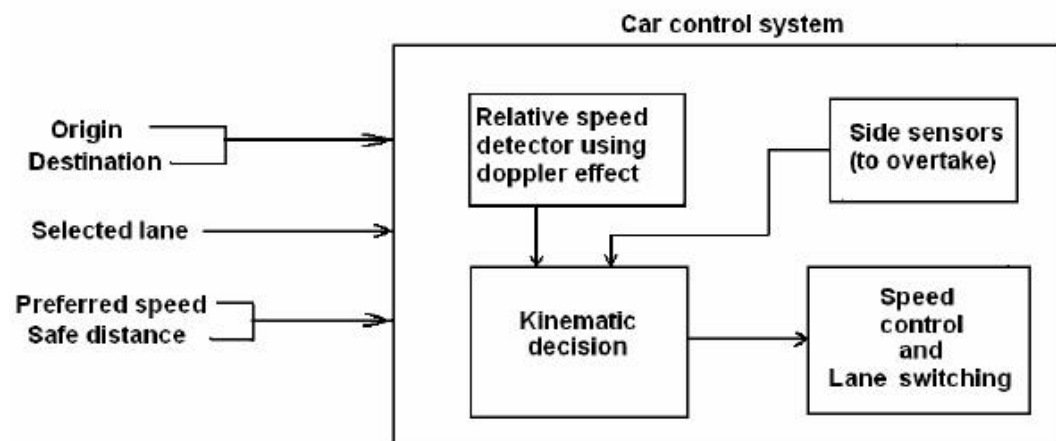 Car control system
Origin
Destination
Selected lane
Preferred speed
Safe distance
Relative speed
detector using
doppler effect
Side sensors
(to overtake)
Kinematic
decision
Speed
control
and
Lane switching